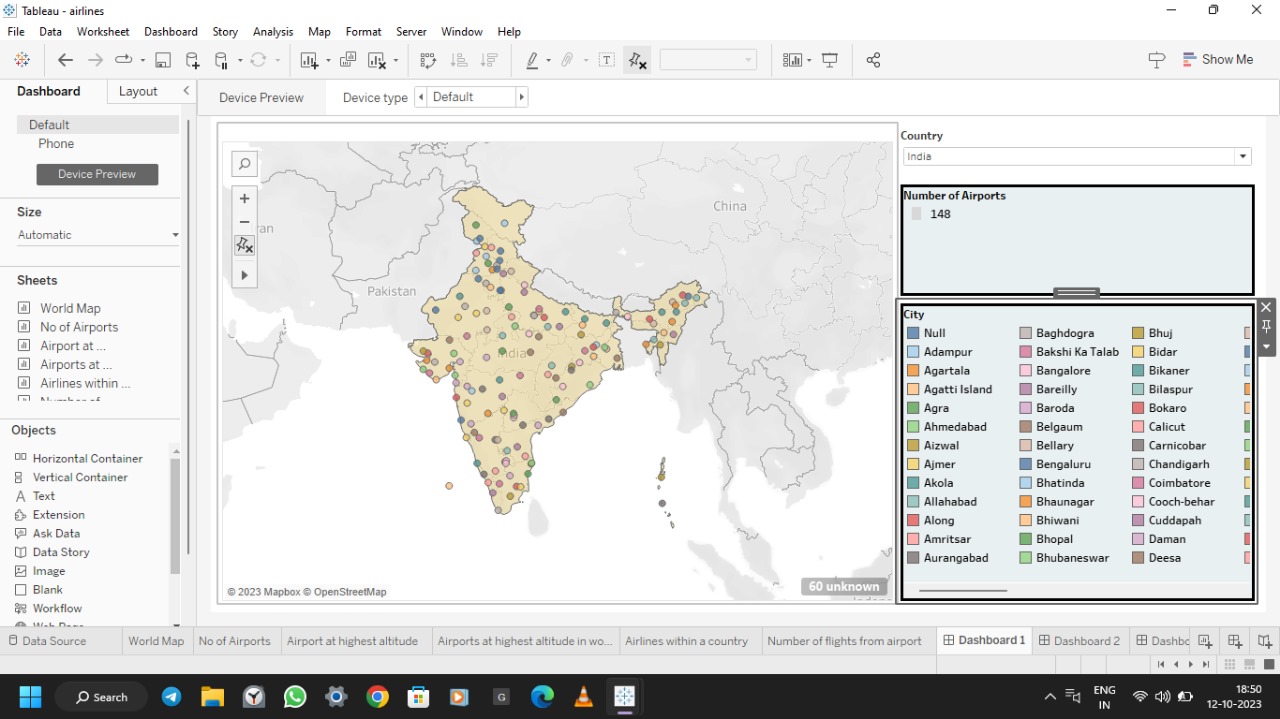 Tableau - airlines
File Data Worksheet Dashboard Story Analysis Map Format Server Window Help
Show Me
Dashboard Layout
Device Preview Device type Default
Default
Phone
Device Preview
Size
Automatic
Sheets
World Map
No of Airports
Airport at ...
Airports at ...
Airlines within ...
Number of
Objects
Horizontal Container
Vertical Container
Text
Extension
Ask Data
Data Story
Image
Blank
Workflow
Web Page
China
Pakistan
India
© 2023 Mapbox © OpenStreetMap
60 unknown
Country
India
Number of Airports
148
City
Null Baghdogra Bhuj
Adampur Bakshi Ka Talab Bidar
Agartala Bangalore Bikaner
Agatti Island Bareilly Bilaspur
Agra Baroda Bokaro
Ahmedabad Belgaum Calicut
Aizwal Bellary Carnicobar
Ajmer Bengaluru Chandigarh
Akola Bhatinda Coimbatore
Allahabad Bhaunagar Cooch-behar
Along Bhiwani Cuddapah
Amritsar Bhopal Daman
Aurangabad Bhubaneswar Deesa
Data Source World Map No of Airports Airport at highest altitude Airports at highest altitude in wo... Airlines within a country Number of flights from airport Dashboard 1 Dashboard 2 Dashbo
Search
G
ENG
IN
18:50
12-10-2023